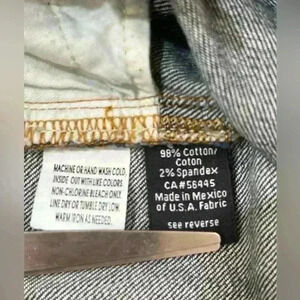 MACHINE OR HAND WASH COLD.
INSIDE OUT WITH LIKE COLORS
NON-CHLORINE BLEACH ONLY.
LINE DRY OR TUMBLE DRY LOW.
WARM IRON AS NEEDED.
98% Cotton/
Coton
2% Spandex
CA#56445
Made in Mexico
of U.S.A. Fabric
see reverse